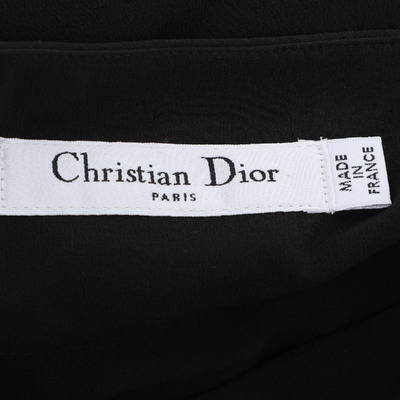 Christian Dior
PARIS
MADE
IN
FRANCE